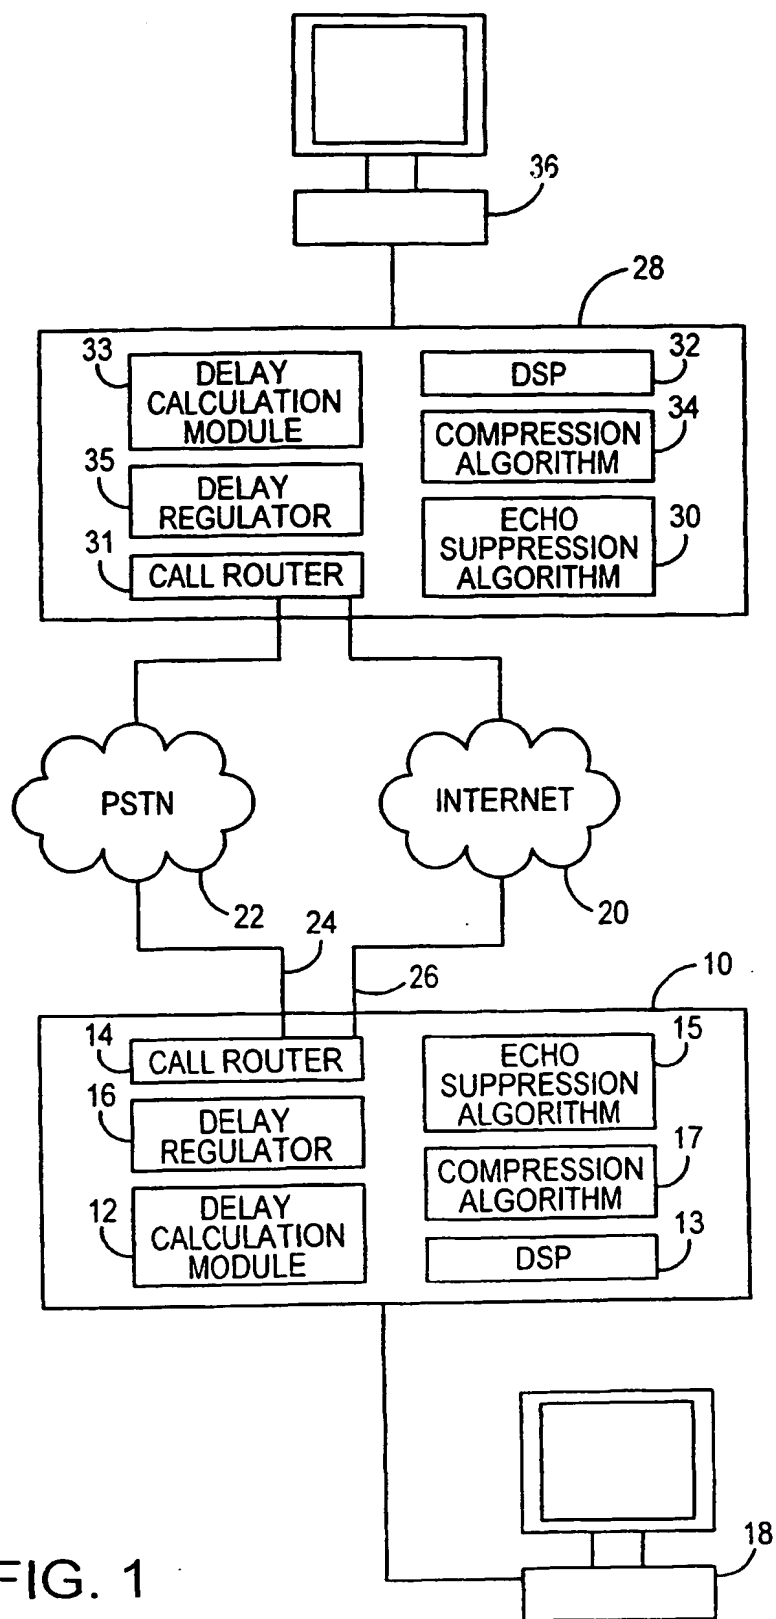 36
28
33
DELAY
CALCULATION
MODULE
DSP
32
COMPRESSION
ALGORITHM
34
35
DELAY
REGULATOR
ECHO
SUPPRESSION
ALGORITHM
30
31
CALL ROUTER
PSTN
INTERNET
22
20
24
26
10
14
CALL ROUTER
ECHO
SUPPRESSION
ALGORITHM
15
16
DELAY
REGULATOR
COMPRESSION
ALGORITHM
17
12
DELAY
CALCULATION
MODULE
DSP
13
18
FIG. 1